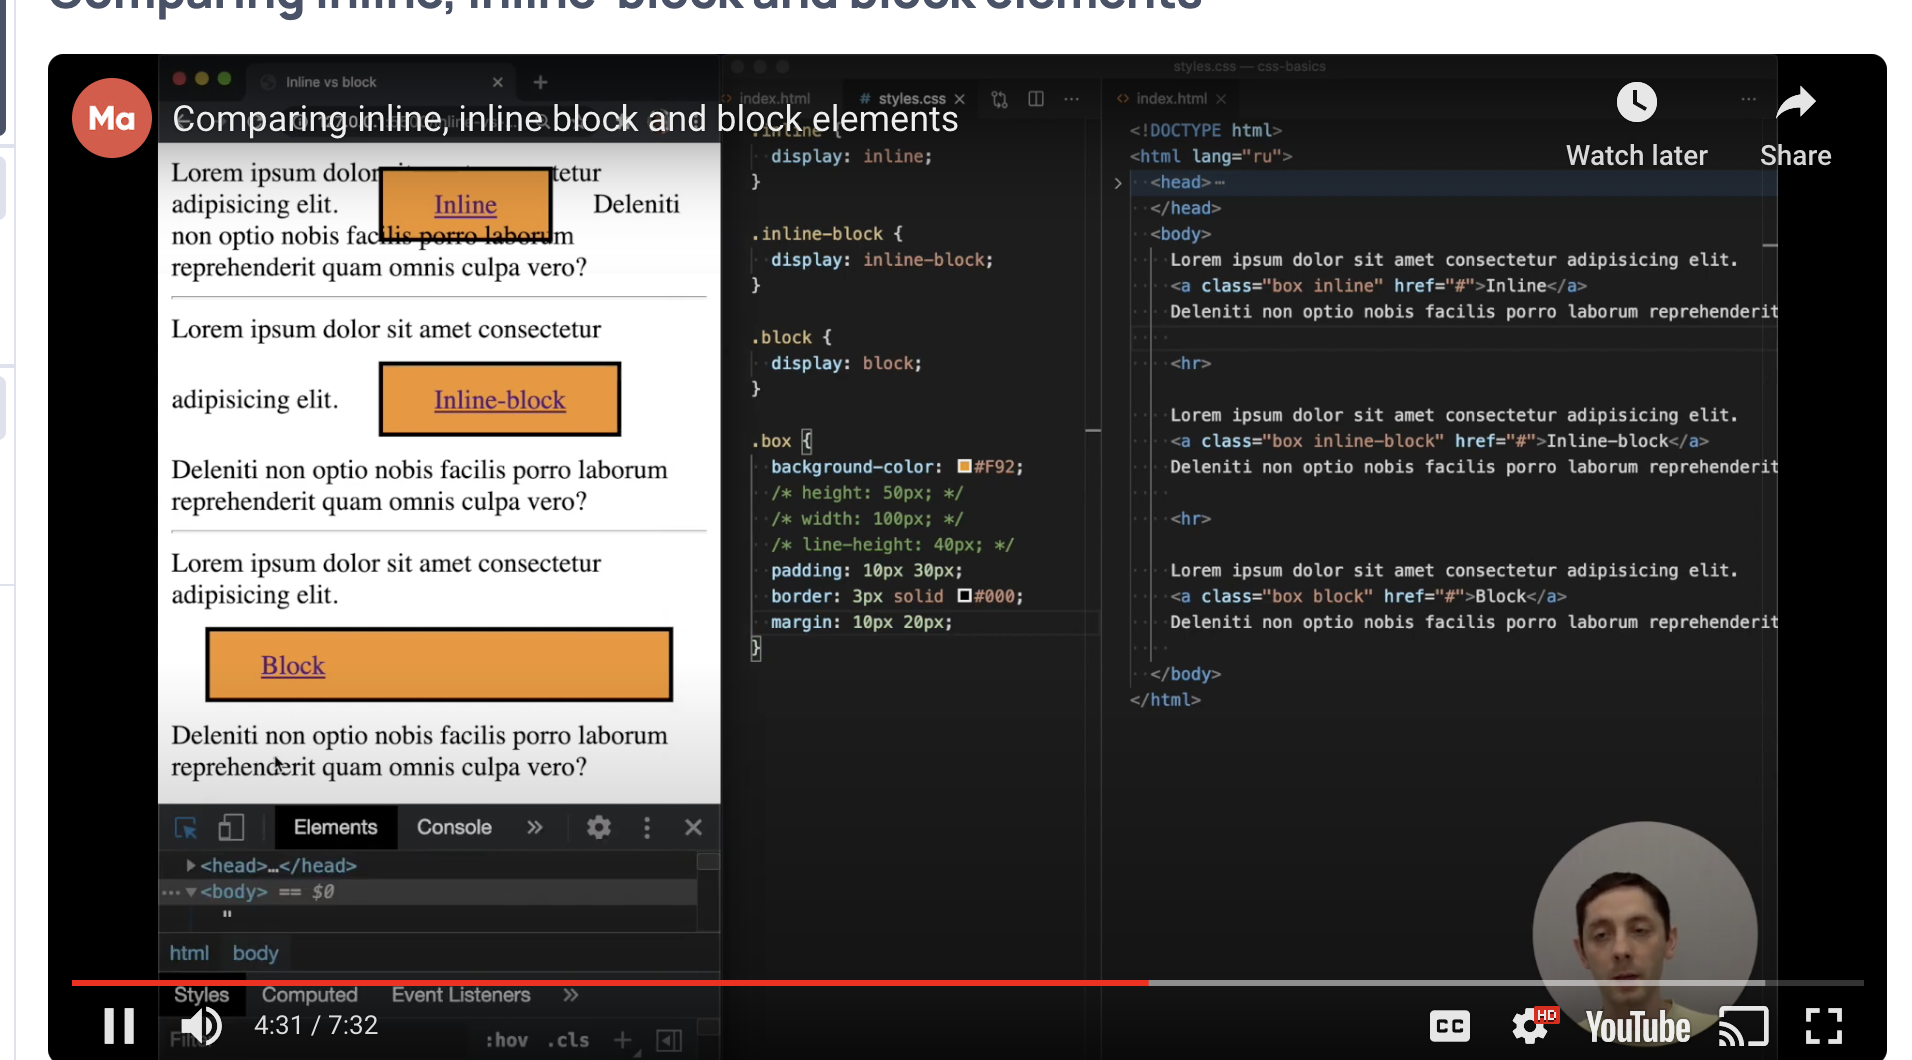 Comparing inline, inline-block and block elements
Ma
Comparing inline, inline block and block elements
Watch later
Share
Inline vs block
Lorem ipsum dolor
tetur
adipisicing elit.
Inline
Deleniti
non optio nobis facilis porro laborum
reprehenderit quam omnis culpa vero?
Lorem ipsum dolor sit amet consectetur
adipisicing elit.
Inline-block
Deleniti non optio nobis facilis porro laborum
reprehenderit quam omnis culpa vero?
Lorem ipsum dolor sit amet consectetur
adipisicing elit.
Block
Deleniti non optio nobis facilis porro laborum
reprehenderit quam omnis culpa vero?
Elements Console »
▶<head>…</head>
··· ▼<body> == $0
"
html body
Styles Computed Event Listeners »
:hov .cls +
styles.css — css-basics
index.html
# styles.css ×
···
.inline {
display: inline;
}
.inline-block {
display: inline-block;
}
.block {
display: block;
}
.box {
background-color: #F92;
/* height: 50px; */
/* width: 100px; */
/* line-height: 40px; */
padding: 10px 30px;
border: 3px solid #000;
margin: 10px 20px;
}
<> index.html ×
···
<!DOCTYPE html>
<html lang="ru">
<head>···
</head>
<body>
Lorem ipsum dolor sit amet consectetur adipisicing elit.
<a class="box inline" href="#">Inline</a>
Deleniti non optio nobis facilis porro laborum reprehenderit
<hr>
Lorem ipsum dolor sit amet consectetur adipisicing elit.
<a class="box inline-block" href="#">Inline-block</a>
Deleniti non optio nobis facilis porro laborum reprehenderit
<hr>
Lorem ipsum dolor sit amet consectetur adipisicing elit.
<a class="box block" href="#">Block</a>
Deleniti non optio nobis facilis porro laborum reprehenderit
</body>
</html>
4:31 / 7:32
CC
HD
YouTube